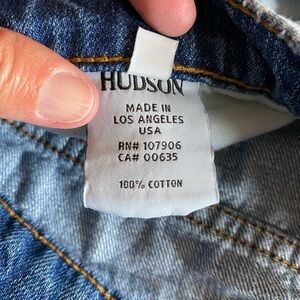 HUDSON
MADE IN
LOS ANGELES
USA
RN# 107906
CA# 00635
100% COTTON